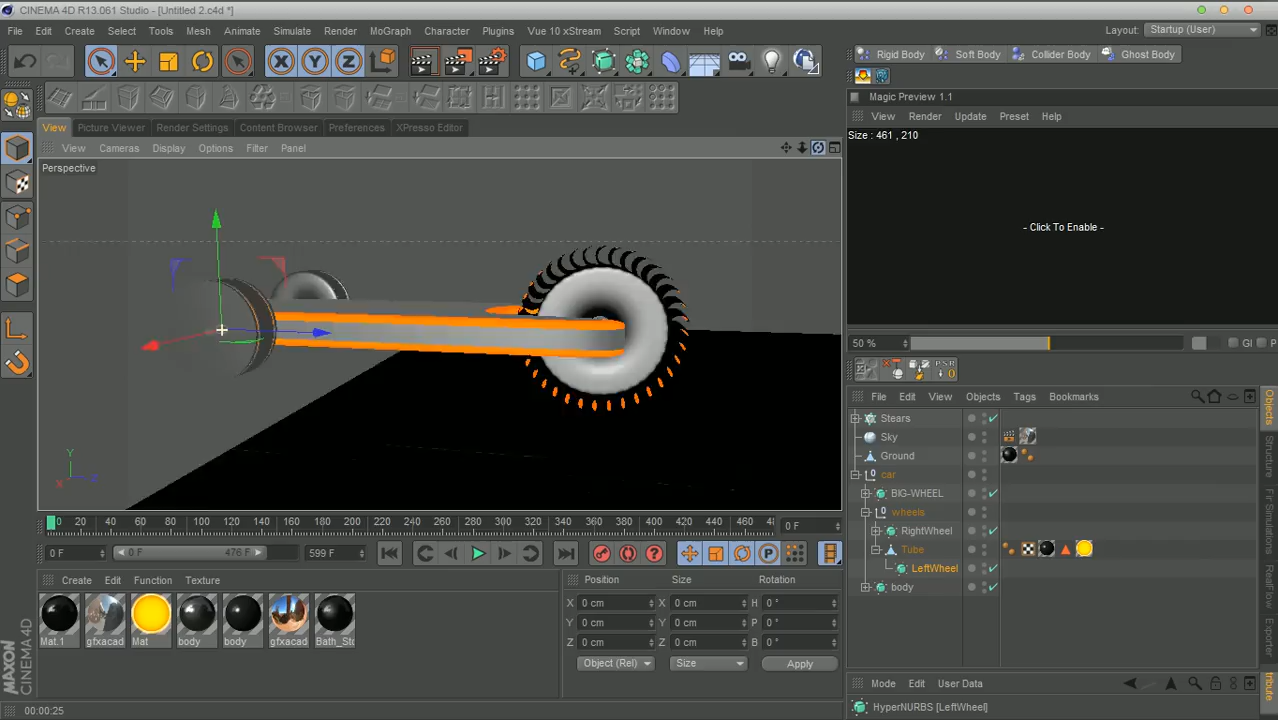 CINEMA 4D R13.061 Studio - [Untitled 2.c4d *]
File Edit Create Select Tools Mesh Animate Simulate Render MoGraph Character Plugins Vue 10 xStream Script Window Help
Layout: Startup (User)
Rigid Body Soft Body Collider Body Ghost Body
Magic Preview 1.1
View Render Update Preset Help
Size : 461 , 210
- Click To Enable -
View Picture Viewer Render Settings Content Browser Preferences XPresso Editor
View Cameras Display Options Filter Panel
Perspective
Y
X Z
50 % GI P
File Edit View Objects Tags Bookmarks
Stears
Sky
Ground
car
BIG-WHEEL
wheels
RightWheel
Tube
LeftWheel
body
Objects
Structure
Fir Simulations
RealFlow
Exporter
0 20 40 60 80 100 120 140 160 180 200 220 240 260 280 300 320 340 360 380 400 420 440 460 48 0 F
0 F 0 F 476 F 599 F
Create Edit Function Texture
Mat.1 gfxacad Mat body body gfxacad Bath_Sto
Position Size Rotation
X 0 cm X 0 cm H 0 °
Y 0 cm Y 0 cm P 0 °
Z 0 cm Z 0 cm B 0 °
Object (Rel) Size Apply
MAXON
CINEMA 4D
Mode Edit User Data
HyperNURBS [LeftWheel]
00:00:25